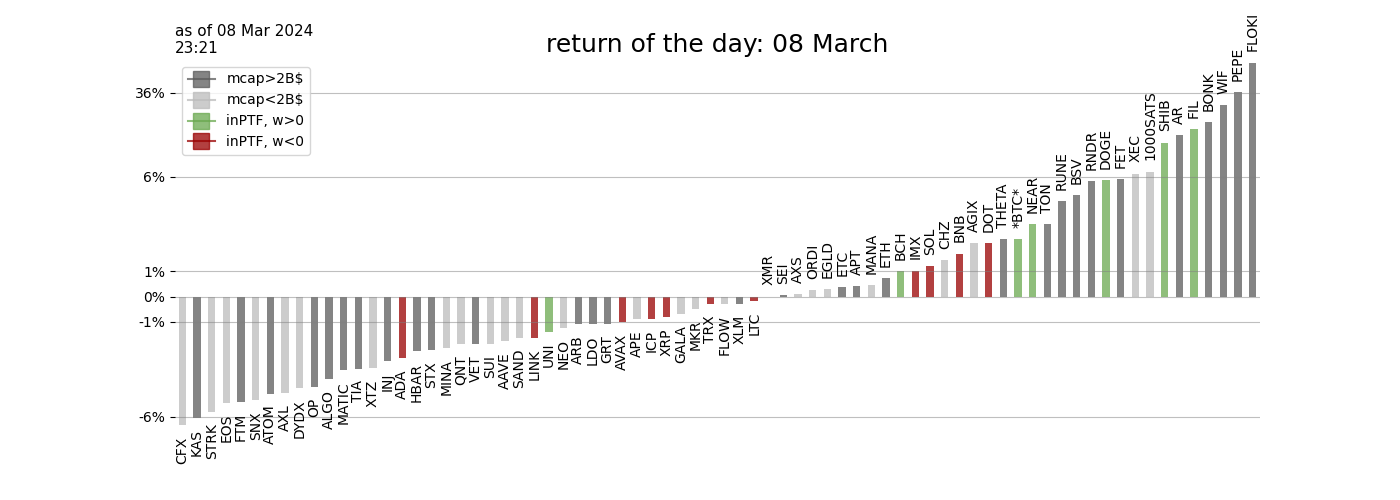 as of 08 Mar 2024
23:21
return of the day: 08 March
mcap>2B$
mcap<2B$
inPTF, w>0
inPTF, w<0
36%
6%
1%
0%
-1%
-6%
CFX
KAS
STRK
EOS
FTM
SNX
ATOM
AXL
DYDX
OP
ALGO
MATIC
TIA
XTZ
INJ
ADA
HBAR
STX
MINA
QNT
VET
SUI
AAVE
SAND
LINK
UNI
NEO
ARB
LDO
GRT
AVAX
APE
ICP
XRP
GALA
MKR
TRX
FLOW
XLM
LTC
XMR
SEI
AXS
ORDI
EGLD
ETC
APT
MANA
ETH
BCH
IMX
SOL
CHZ
BNB
AGIX
DOT
THETA
*BTC*
NEAR
TON
RUNE
BSV
RNDR
DOGE
FET
XEC
1000SATS
SHIB
AR
FIL
BONK
WIF
PEPE
FLOKI